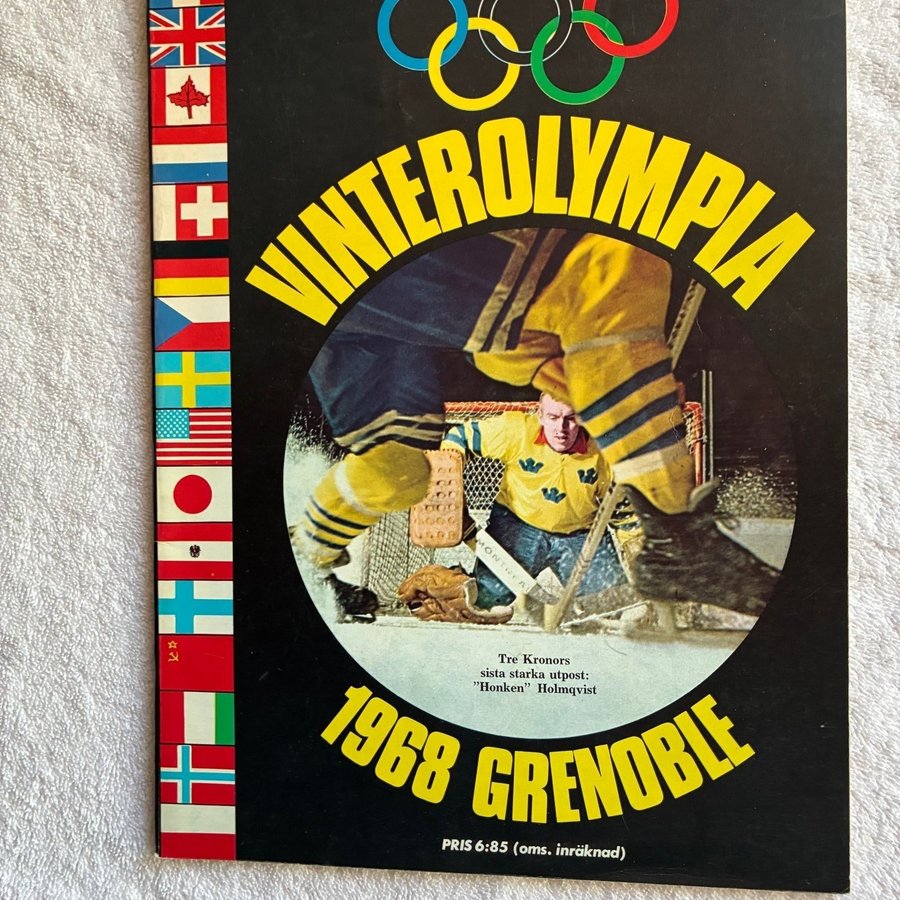 VINTEROLYMPIA
Tre Kronors
sista starka utpost:
"Honken" Holmqvist
1968 GRENOBLE
PRIS 6:85 (oms. inräknad)